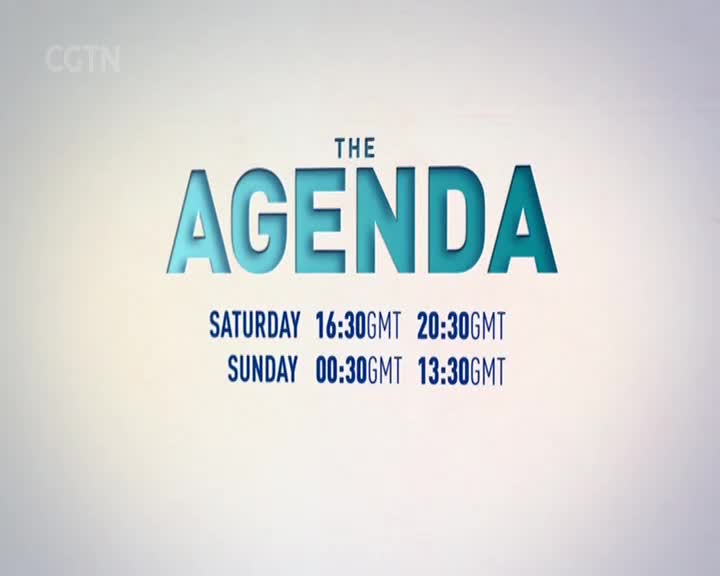 CGTN
THE
AGENDA
SATURDAY 16:30GMT 20:30GMT
SUNDAY 00:30GMT 13:30GMT